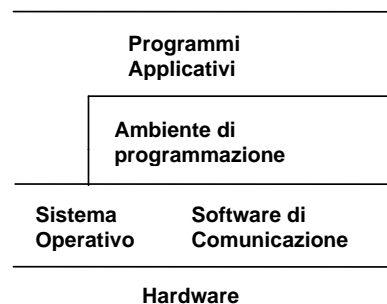 Programmi
Applicativi
Ambiente di
programmazione
Sistema Software di
Operativo Comunicazione
Hardware